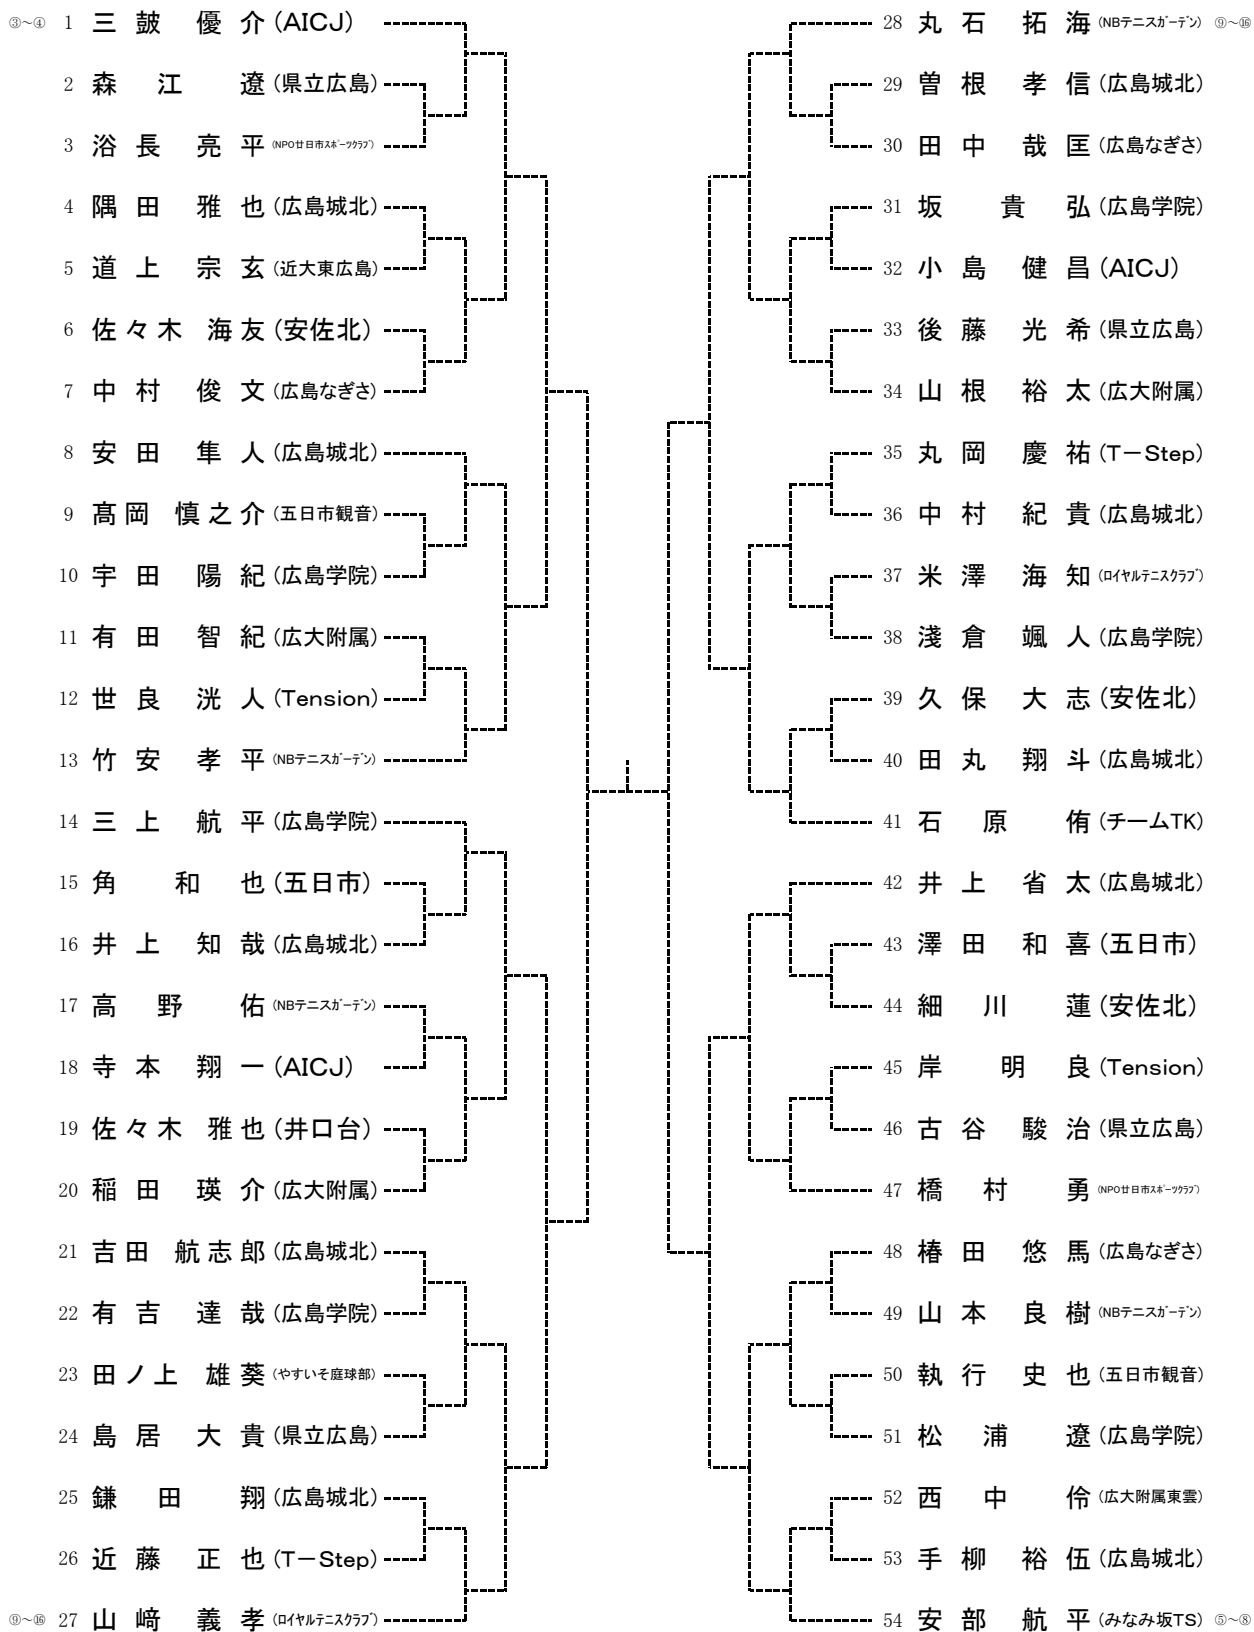 ③～④ 1 三鼓 優介 (AICJ)
2 森江 遼 (県立広島)
3 浴長 亮平 (NPO廿日市ｽﾎﾟｰﾂｸﾗﾌﾞ)
4 隅田 雅也 (広島城北)
5 道上 宗玄 (近大東広島)
6 佐々木 海友 (安佐北)
7 中村 俊文 (広島なぎさ)
8 安田 隼人 (広島城北)
9 髙岡 慎之介 (五日市観音)
10 宇田 陽紀 (広島学院)
11 有田 智紀 (広大附属)
12 世良 洸人 (Tension)
13 竹安 孝平 (NBテニスガーデン)
14 三上 航平 (広島学院)
15 角 和也 (五日市)
16 井上 知哉 (広島城北)
17 高野 佑 (NBテニスガーデン)
18 寺本 翔一 (AICJ)
19 佐々木 雅也 (井口台)
20 稲田 瑛介 (広大附属)
21 吉田 航志郎 (広島城北)
22 有吉 達哉 (広島学院)
23 田ノ上 雄葵 (やすいそ庭球部)
24 島居 大貴 (県立広島)
25 鎌田 翔 (広島城北)
26 近藤 正也 (T－Step)
⑨～⑯ 27 山﨑 義孝 (ﾛｲﾔﾙﾃﾆｽｸﾗﾌﾞ)
28 丸石 拓海 (NBテニスガーデン) ⑨～⑯
29 曽根 孝信 (広島城北)
30 田中 哉匡 (広島なぎさ)
31 坂 貴弘 (広島学院)
32 小島 健昌 (AICJ)
33 後藤 光希 (県立広島)
34 山根 裕太 (広大附属)
35 丸岡 慶祐 (T－Step)
36 中村 紀貴 (広島城北)
37 米澤 海知 (ﾛｲﾔﾙﾃﾆｽｸﾗﾌﾞ)
38 淺倉 颯人 (広島学院)
39 久保 大志 (安佐北)
40 田丸 翔斗 (広島城北)
41 石原 侑 (チームTK)
42 井上 省太 (広島城北)
43 澤田 和喜 (五日市)
44 細川 蓮 (安佐北)
45 岸 明良 (Tension)
46 古谷 駿治 (県立広島)
47 橋村 勇 (NPO廿日市ｽﾎﾟｰﾂｸﾗﾌﾞ)
48 椿田 悠馬 (広島なぎさ)
49 山本 良樹 (NBテニスガーデン)
50 執行 史也 (五日市観音)
51 松浦 遼 (広島学院)
52 西中 伶 (広大附属東雲)
53 手柳 裕伍 (広島城北)
54 安部 航平 (みなみ坂TS) ⑤～⑧